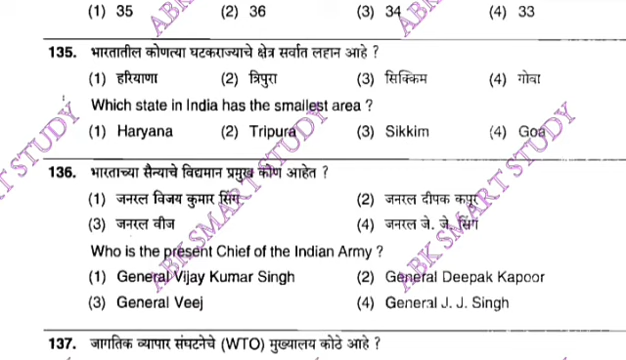 (1) 35 (2) 36 (3) 34 (4) 33
135. भारतातील कोणत्या घटकराज्याचे क्षेत्र सर्वात लहान आहे ?
(1) हरियाणा (2) त्रिपुरा (3) सिक्किम (4) गोवा
Which state in India has the smallest area ?
(1) Haryana (2) Tripura (3) Sikkim (4) Goa
136. भारताच्या सैन्याचे विद्यमान प्रमुख कोण आहेत ?
(1) जनरल विजय कुमार सिंग (2) जनरल दीपक कपूर
(3) जनरल वीज (4) जनरल जे. जे. सिंग
Who is the present Chief of the Indian Army ?
(1) General Vijay Kumar Singh (2) General Deepak Kapoor
(3) General Veej (4) General J. J. Singh
137. जागतिक व्यापार संघटनेचे (WTO) मुख्यालय कोठे आहे ?
ABK SMART STUDY